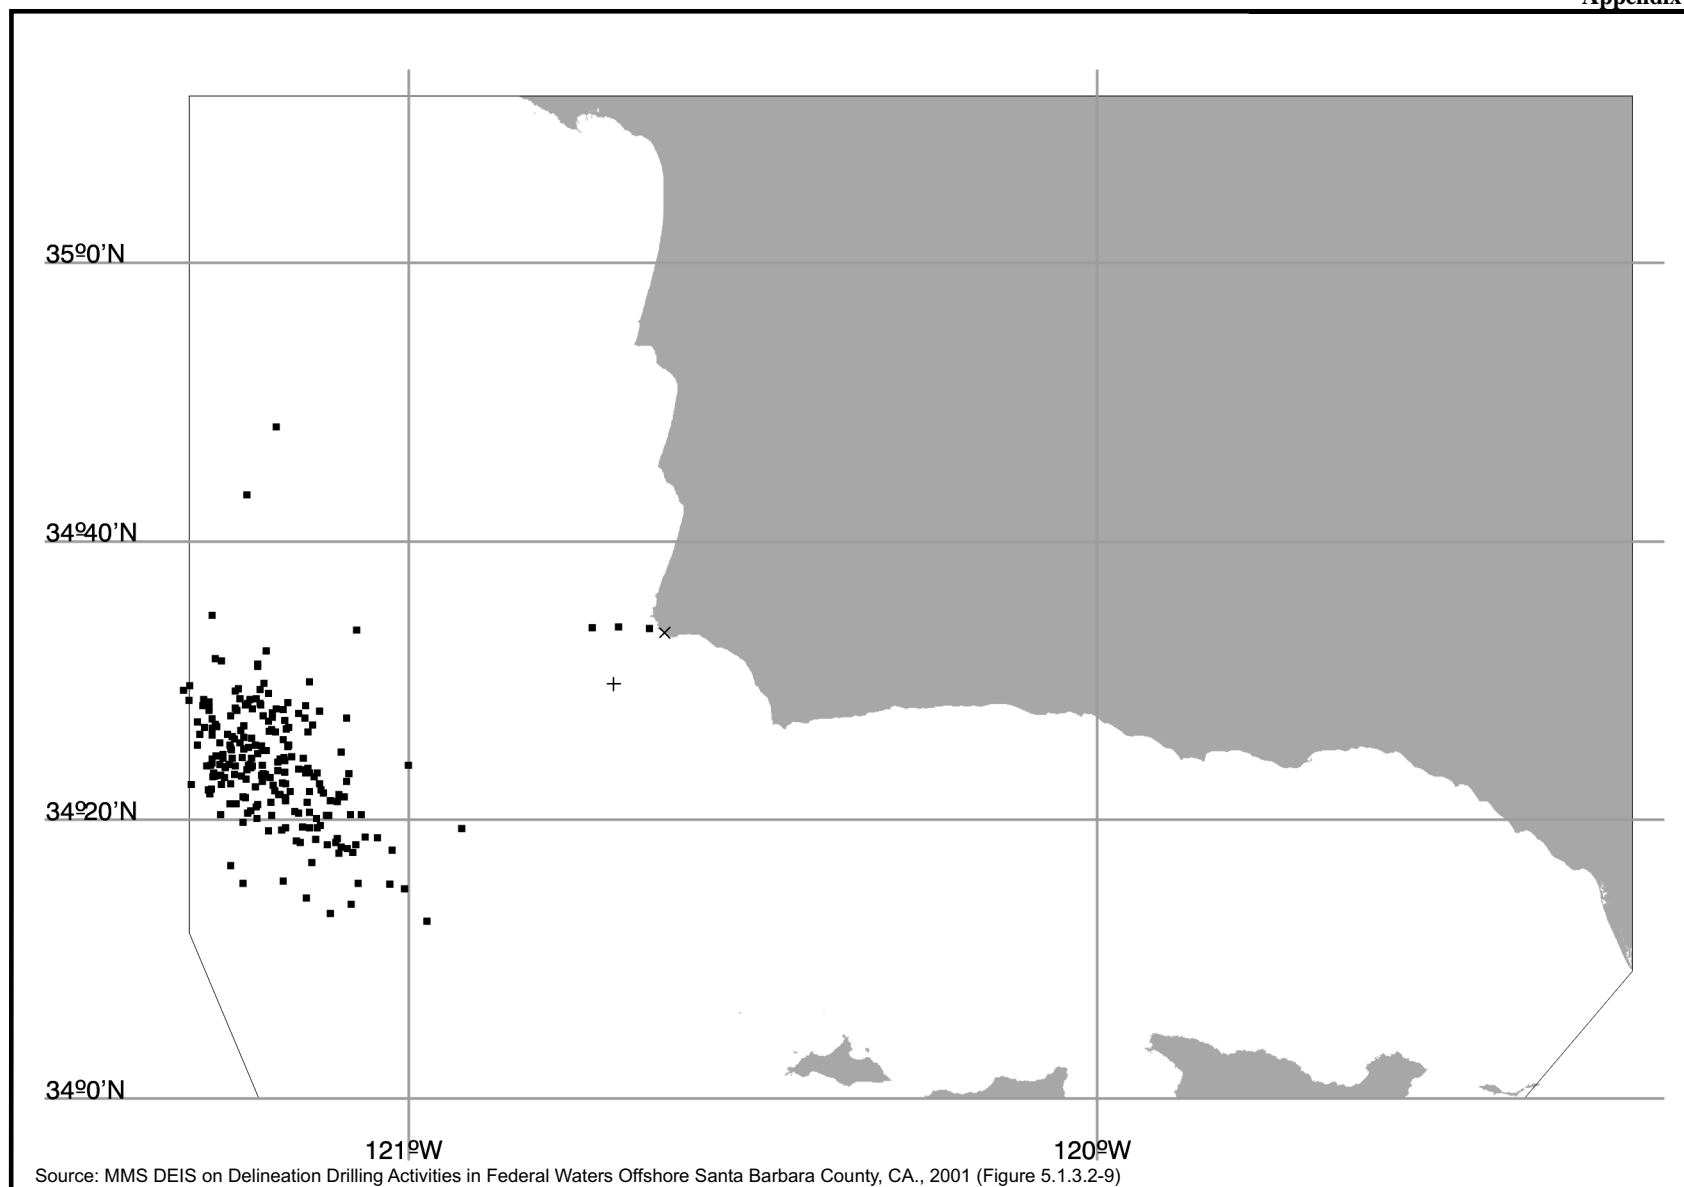 Appendix
35º0’N
34º40’N
34º20’N
34º0’N
121ºW
120ºW
Source: MMS DEIS on Delineation Drilling Activities in Federal Waters Offshore Santa Barbara County, CA., 2001 (Figure 5.1.3.2-9)